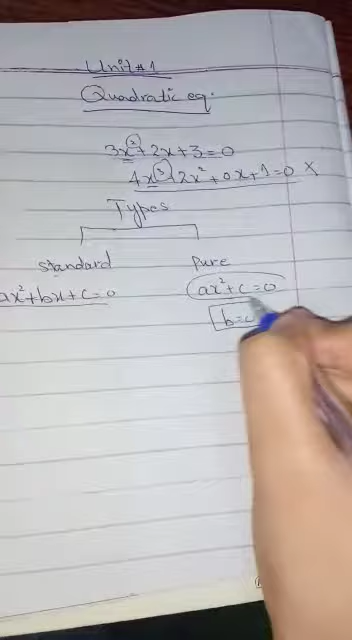 Unit # 1
Quadratic eq.
3x²+2x+3=0
4x³+2x²+0x+1=0 X
Types
standard pure
ax²+bx+c=0 ax²+c=0